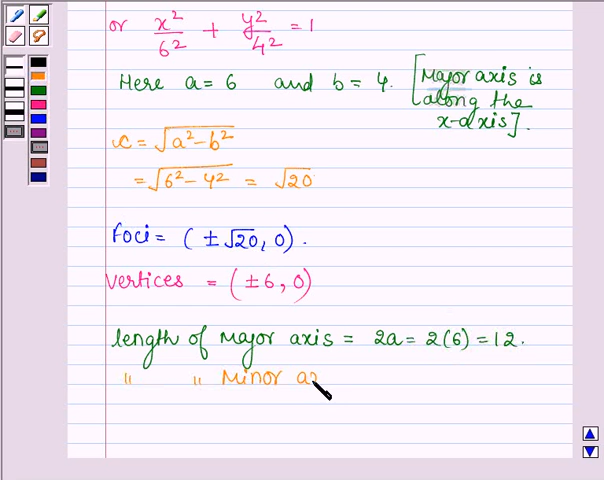 or x²/6² + y²/4² = 1
Here a = 6 and b = 4. [Major axis is
along the
x-axis].
c = √a²-b²
= √6²-4² = √20
Foci = (±√20, 0).
Vertices = (±6, 0)
length of Major axis = 2a = 2(6) = 12.
" " Minor ax